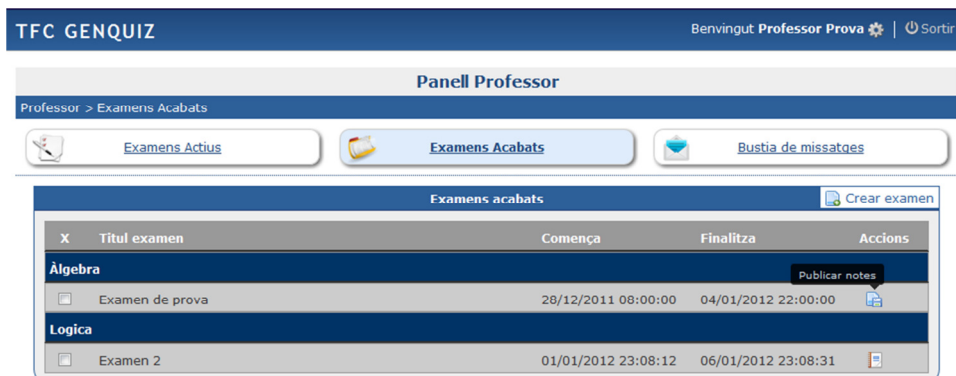 TFC GENQUIZ Benvingut Professor Prova | Sortir
Panell Professor
Professor > Examens Acabats
Examens Actius Examens Acabats Bustia de missatges
Examens acabats Crear examen
X Titul examen Comença Finalitza Accions
Àlgebra Publicar notes
Examen de prova 28/12/2011 08:00:00 04/01/2012 22:00:00
Logica
Examen 2 01/01/2012 23:08:12 06/01/2012 23:08:31